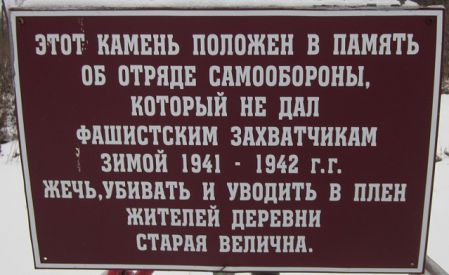 ЭТОТ КАМЕНЬ ПОЛОЖЕН В ПАМЯТЬ
ОБ ОТРЯДЕ САМООБОРОНЫ,
КОТОРЫЙ НЕ ДАЛ
ФАШИСТСКИМ ЗАХВАТЧИКАМ
ЗИМОЙ 1941 - 1942 Г.Г.
ЖЕЧЬ,УБИВАТЬ И УВОДИТЬ В ПЛЕН
ЖИТЕЛЕЙ ДЕРЕВНИ
СТАРАЯ ВЕЛИЧНА.